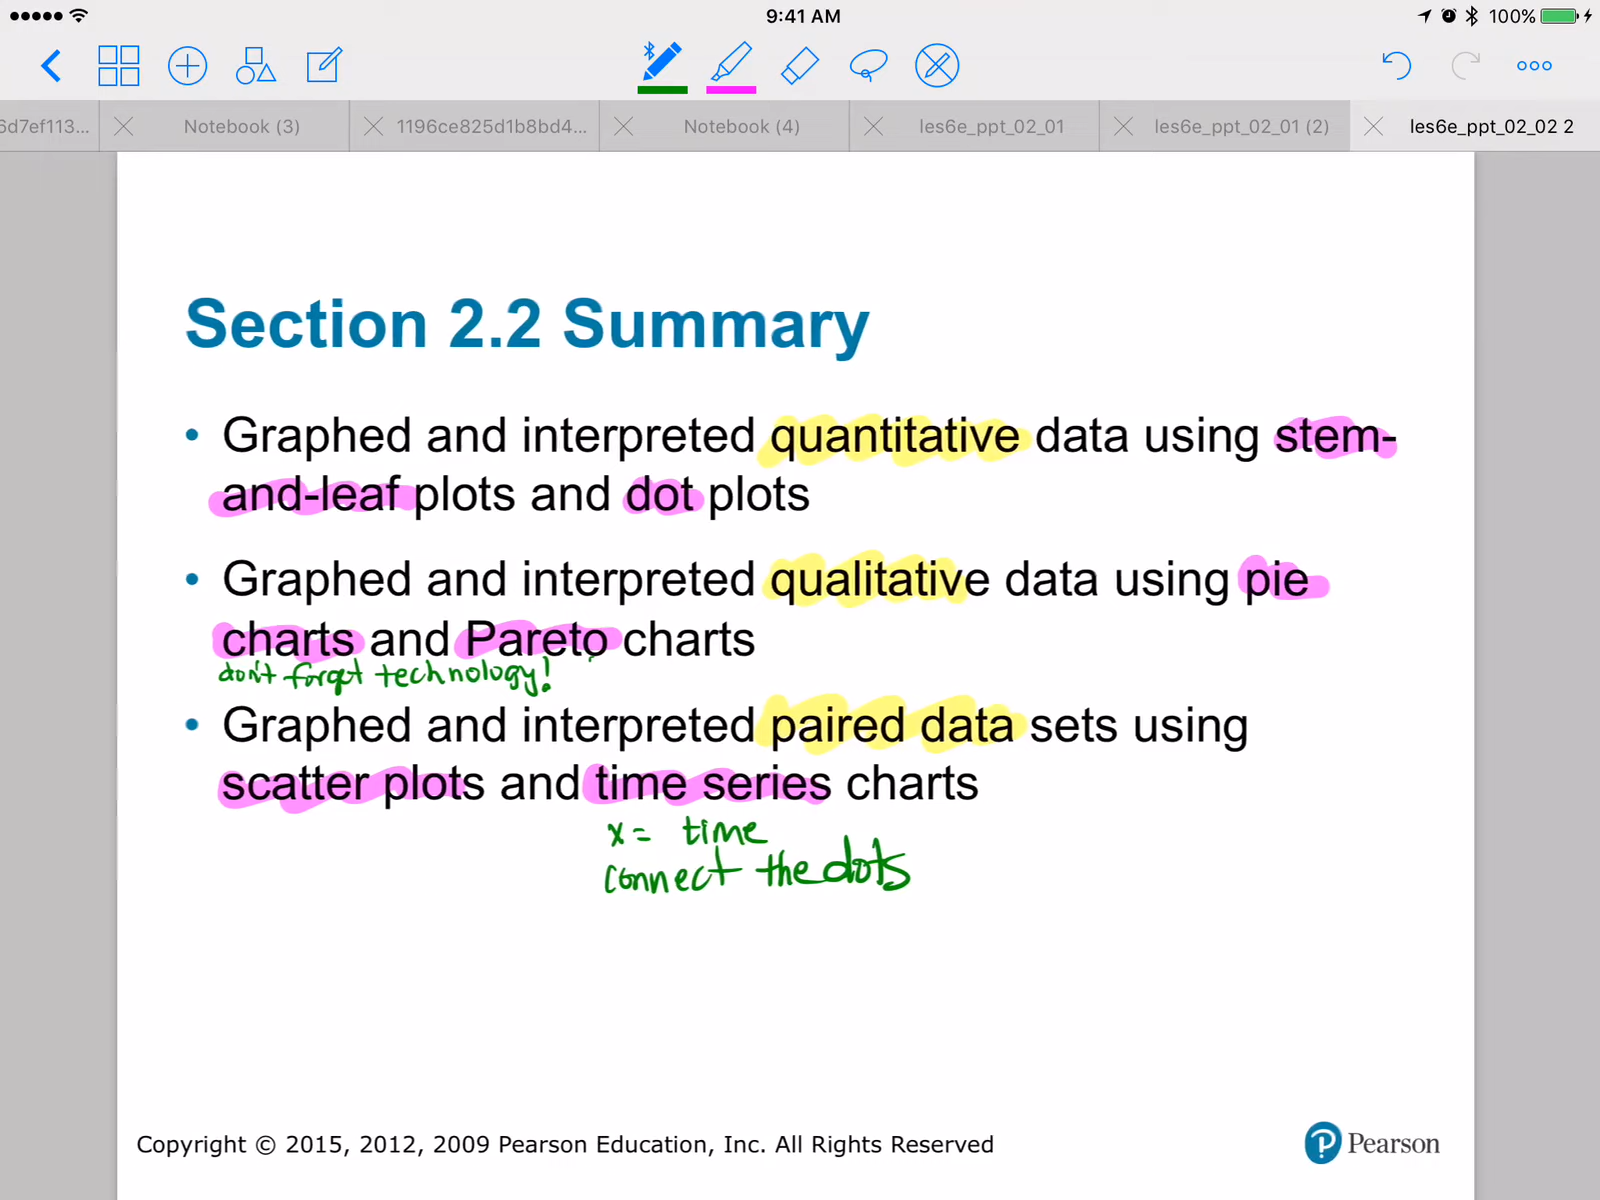 9:41 AM
100%
6d7ef113...
Notebook (3)
1196ce825d1b8bd4...
Notebook (4)
les6e_ppt_02_01
les6e_ppt_02_01 (2)
les6e_ppt_02_02 2
Section 2.2 Summary
• Graphed and interpreted quantitative data using stem-
and-leaf plots and dot plots
• Graphed and interpreted qualitative data using pie
charts and Pareto charts
don't forget technology!
• Graphed and interpreted paired data sets using
scatter plots and time series charts
x = time
connect the dots
Copyright © 2015, 2012, 2009 Pearson Education, Inc. All Rights Reserved
Pearson